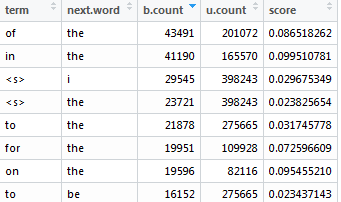 term next.word b.count u.count score
of the 43491 201072 0.086518262
in the 41190 165570 0.099510781
<s> i 29545 398243 0.029675349
<s> the 23721 398243 0.023825654
to the 21878 275665 0.031745778
for the 19951 109928 0.072596609
on the 19596 82116 0.095455210
to be 16152 275665 0.023437143